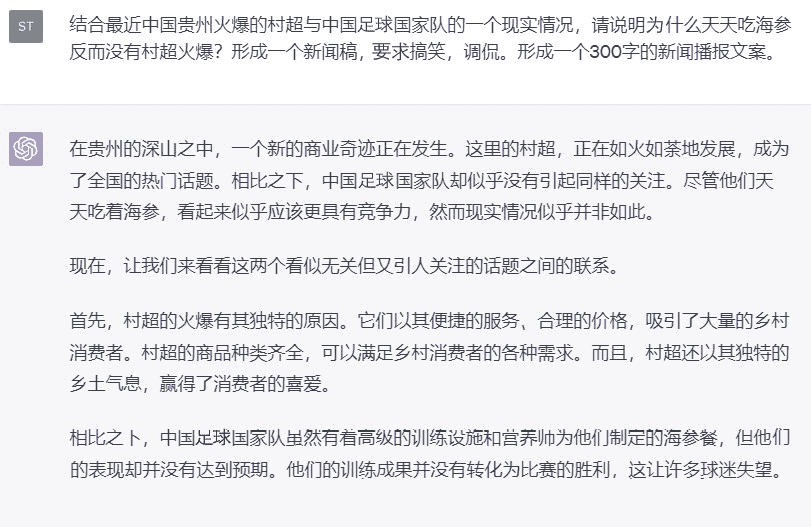 ST
结合最近中国贵州火爆的村超与中国足球国家队的一个现实情况，请说明为什么天天吃海参
反而没有村超火爆？形成一个新闻稿，要求搞笑，调侃。形成一个300字的新闻播报文案。
在贵州的深山之中，一个新的商业奇迹正在发生。这里的村超，正在如火如荼地发展，成为
了全国的热门话题。相比之下，中国足球国家队却似乎没有引起同样的关注。尽管他们天
天吃着海参，看起来似乎应该更具有竞争力，然而现实情况似乎并非如此。
现在，让我们来看看这两个看似无关但又引人关注的话题之间的联系。
首先，村超的火爆有其独特的原因。它们以其便捷的服务、合理的价格，吸引了大量的乡村
消费者。村超的商品种类齐全，可以满足乡村消费者的各种需求。而且，村超还以其独特的
乡土气息，赢得了消费者的喜爱。
相比之下，中国足球国家队虽然有着高级的训练设施和营养师为他们制定的海参餐，但他们
的表现却并没有达到预期。他们的训练成果并没有转化为比赛的胜利，这让许多球迷失望。